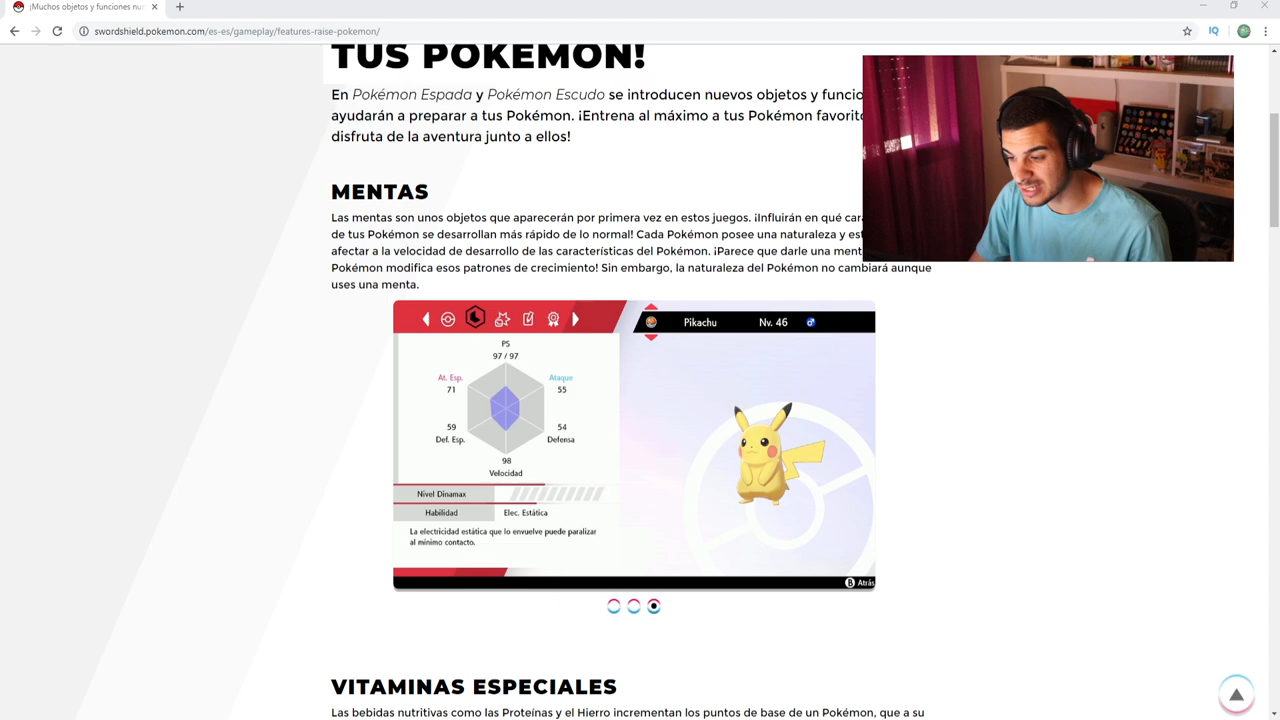 ¡Muchos objetos y funciones nu
swordshield.pokemon.com/es-es/gameplay/features-raise-pokemon/
TUS POKÉMON!
En Pokémon Espada y Pokémon Escudo se introducen nuevos objetos y funcio
ayudarán a preparar a tus Pokémon. ¡Entrena al máximo a tus Pokémon favorito
disfruta de la aventura junto a ellos!
MENTAS
Las mentas son unos objetos que aparecerán por primera vez en estos juegos. ¡Influirán en qué cara
de tus Pokémon se desarrollan más rápido de lo normal! Cada Pokémon posee una naturaleza y est
afectar a la velocidad de desarrollo de las características del Pokémon. ¡Parece que darle una ment
Pokémon modifica esos patrones de crecimiento! Sin embargo, la naturaleza del Pokémon no cambiará aunque
uses una menta.
Pikachu Nv. 46
PS
97 / 97
At. Esp. Ataque
71 55
59 54
Def. Esp. Defensa
98
Velocidad
Nivel Dinamax
Habilidad Elec. Estática
La electricidad estática que lo envuelve puede paralizar
al mínimo contacto.
B Atrás
VITAMINAS ESPECIALES
Las bebidas nutritivas como las Proteínas y el Hierro incrementan los puntos de base de un Pokémon, que a su